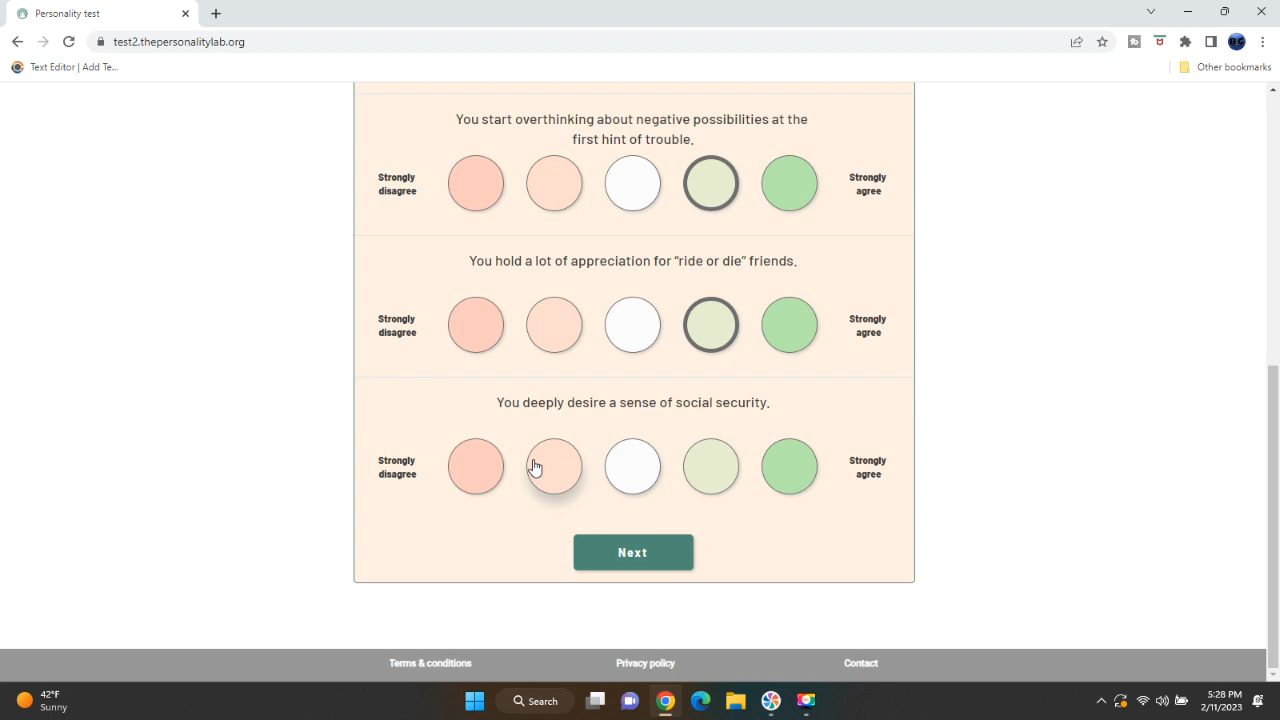 Personality test
test2.thepersonalitylab.org
Text Editor | Add Te...
Other bookmarks
You start overthinking about negative possibilities at the
first hint of trouble.
Strongly
disagree
Strongly
agree
You hold a lot of appreciation for “ride or die” friends.
Strongly
disagree
Strongly
agree
You deeply desire a sense of social security.
Strongly
disagree
Strongly
agree
Next
Terms & conditions
Privacy policy
Contact
42°F
Sunny
Search
5:28 PM
2/11/2023